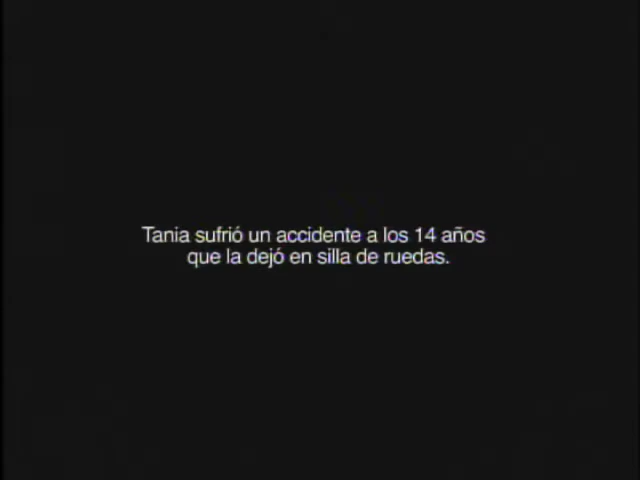 Tania sufrió un accidente a los 14 años
que la dejó en silla de ruedas.